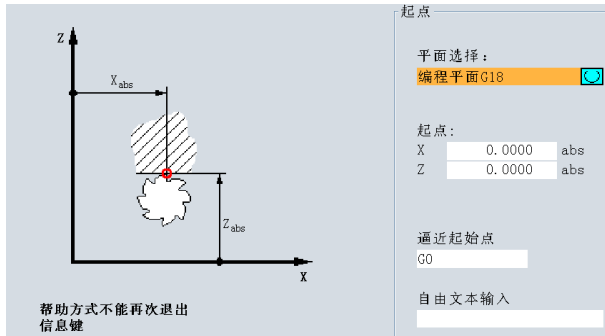 起点
Z
平面选择：
编程平面G18
Xabs
起点:
X 0.0000 abs
Z 0.0000 abs
Zabs
逼近起始点
G0
X
自由文本输入
帮助方式不能再次退出
信息键